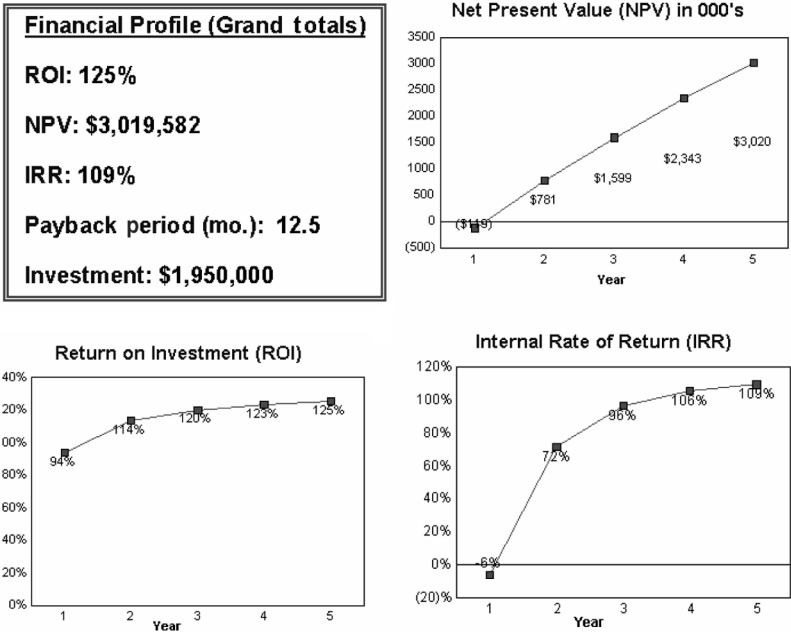 Financial Profile (Grand totals)
ROI: 125%
NPV: $3,019,582
IRR: 109%
Payback period (mo.): 12.5
Investment: $1,950,000
Net Present Value (NPV) in 000's
3500
3000
2500
2000
1500
1000
500
0
(500)
($119)
$781
$1,599
$2,343
$3,020
1 2 3 4 5
Year
Return on Investment (ROI)
40%
20%
00%
80%
60%
40%
20%
0%
94%
114%
120%
123%
125%
1 2 3 4 5
Year
Internal Rate of Return (IRR)
120%
100%
80%
60%
40%
20%
0%
(20)%
-6%
72%
96%
106%
109%
1 2 3 4 5
Year